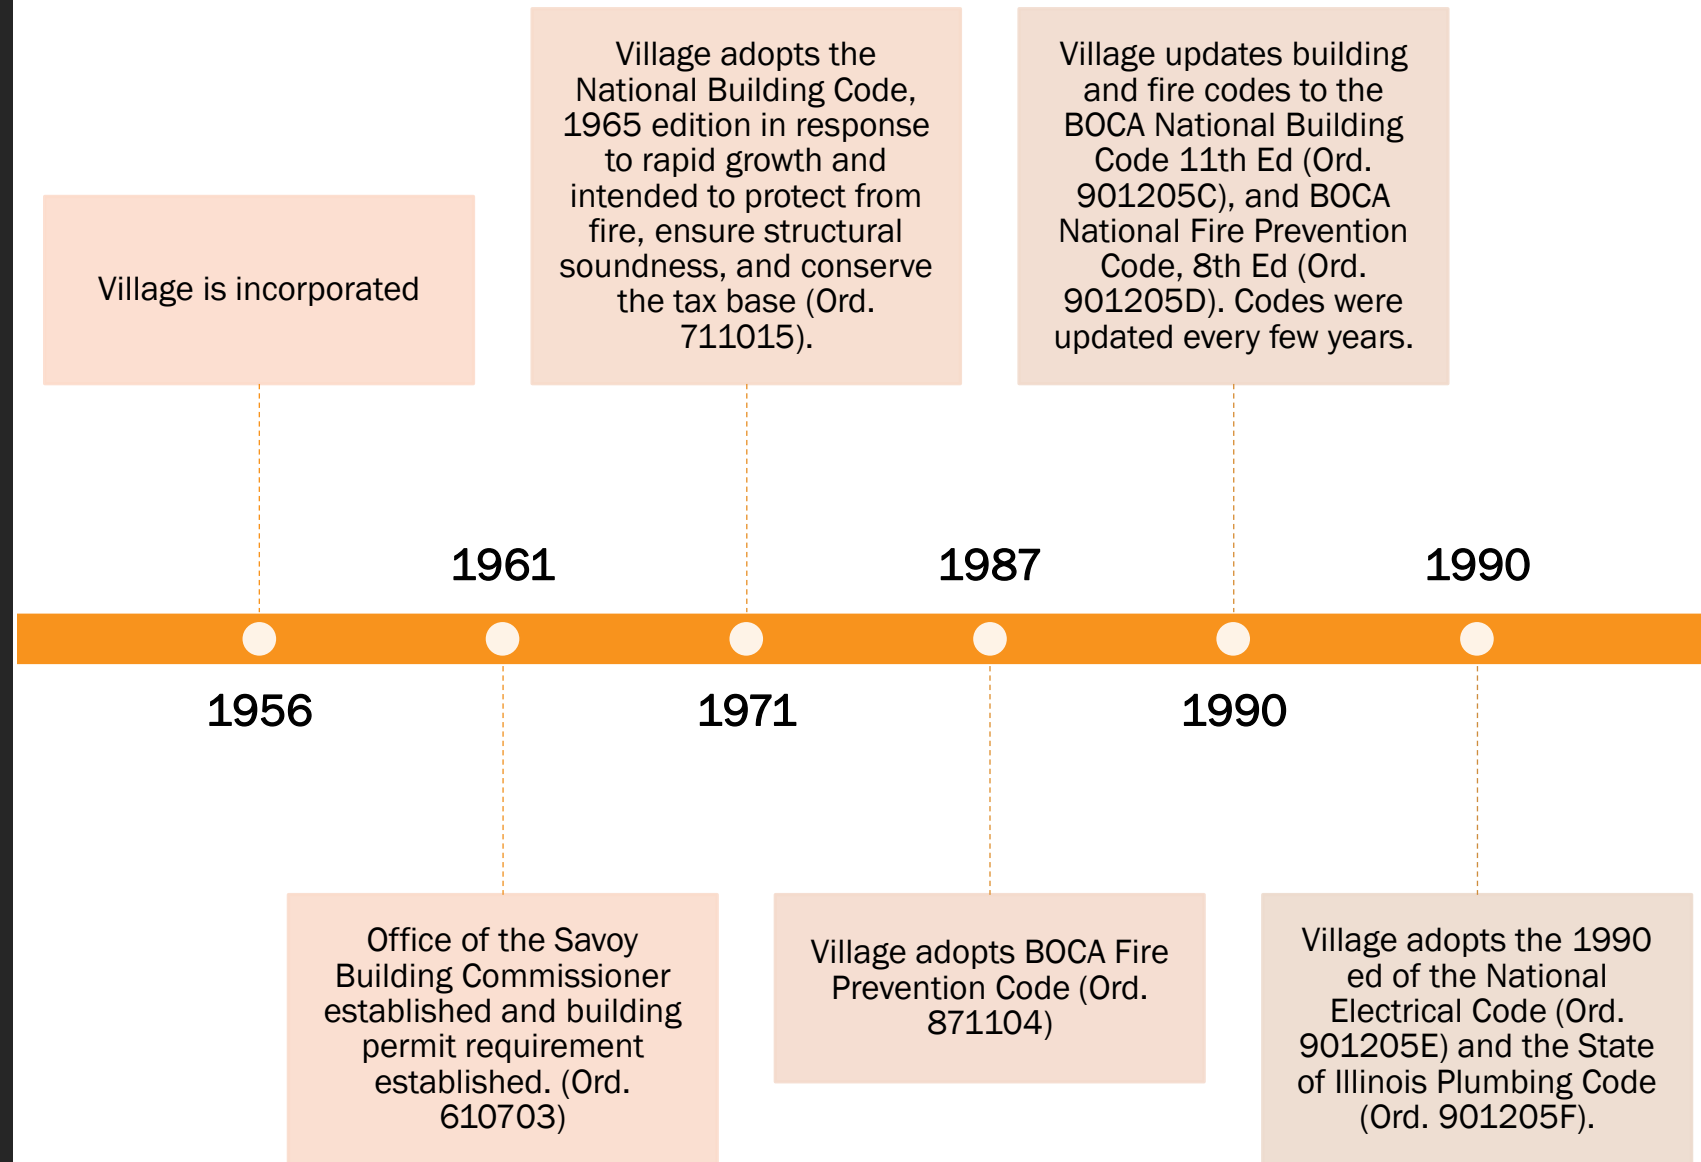 Village is incorporated
1956
1961
Office of the Savoy
Building Commissioner
established and building
permit requirement
established. (Ord.
610703)
Village adopts the
National Building Code,
1965 edition in response
to rapid growth and
intended to protect from
fire, ensure structural
soundness, and conserve
the tax base (Ord.
711015).
1971
1987
Village adopts BOCA Fire
Prevention Code (Ord.
871104)
Village updates building
and fire codes to the
BOCA National Building
Code 11th Ed (Ord.
901205C), and BOCA
National Fire Prevention
Code, 8th Ed (Ord.
901205D). Codes were
updated every few years.
1990
1990
Village adopts the 1990
ed of the National
Electrical Code (Ord.
901205E) and the State
of Illinois Plumbing Code
(Ord. 901205F).